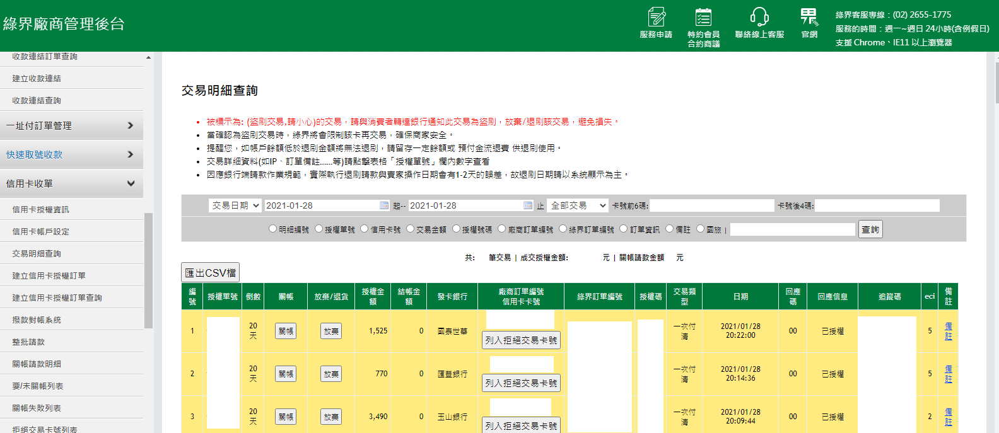 綠界廠商管理後台
服務申請
特約會員
合約商議
聯絡線上客服
官網
綠界客服專線：(02) 2655-1775
服務的時間：週一~週日 24小時(含例假日)
支援 Chrome、IE11 以上瀏覽器
收款連結訂單查詢
建立收款連結
收款連結查詢
一址付訂單管理
快速取號收款
信用卡收單
信用卡授權資訊
信用卡帳戶設定
交易明細查詢
建立信用卡授權訂單
建立信用卡授權訂單查詢
撥款對帳系統
整批請款
關帳請款明細
要/未關帳列表
關帳失敗列表
拒絕交易卡號列表
交易明細查詢
• 被標示為: (盜刷交易,請小心)的交易，請與消費者轉達銀行通知此交易為盜刷，放棄/退刷該交易，避免損失。
• 當確認為盜刷交易時，綠界將會限制該卡再交易，確保商家安全。
• 提醒您，如帳戶餘額低於退刷金額將無法退刷，請留存一定餘額或 預付金流退費 供退刷使用。
• 交易詳細資料(如IP、訂單備註......等)請點擊表格「授權單號」欄內數字查看
• 因應銀行端請款作業規範，實際執行退刷請款與賣家操作日期會有1-2天的誤差，故退刷日期請以系統顯示為主。
交易日期 2021-01-28 起-- 2021-01-28 止 全部交易 卡號前6碼: 卡號後4碼:
明細編號 授權單號 信用卡號 交易金額 授權號碼 廠商訂單編號 綠界訂單編號 訂單資訊 備註 國旅 | 查詢
共: 筆交易 | 成交授權金額: 元 | 關帳請款金額 元
匯出CSV檔
編號 授權單號 倒數 關帳 放棄/退貨 授權金額 結帳金額 發卡銀行 廠商訂單編號 信用卡卡號 綠界訂單編號 授權碼 交易類型 日期 回應碼 回應信息 追蹤碼 eci 備註
1 20天 關帳 放棄 1,525 0 國泰世華 列入拒絕交易卡號 一次付清 2021/01/28 20:22:00 00 已授權 5 備註
2 20天 關帳 放棄 770 0 匯豐銀行 列入拒絕交易卡號 一次付清 2021/01/28 20:14:36 00 已授權 5 備註
3 20天 關帳 放棄 3,490 0 玉山銀行 列入拒絕交易卡號 一次付清 2021/01/28 20:09:44 00 已授權 2 備註